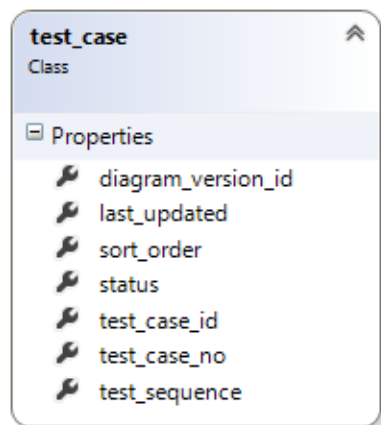 test_case
Class
Properties
diagram_version_id
last_updated
sort_order
status
test_case_id
test_case_no
test_sequence